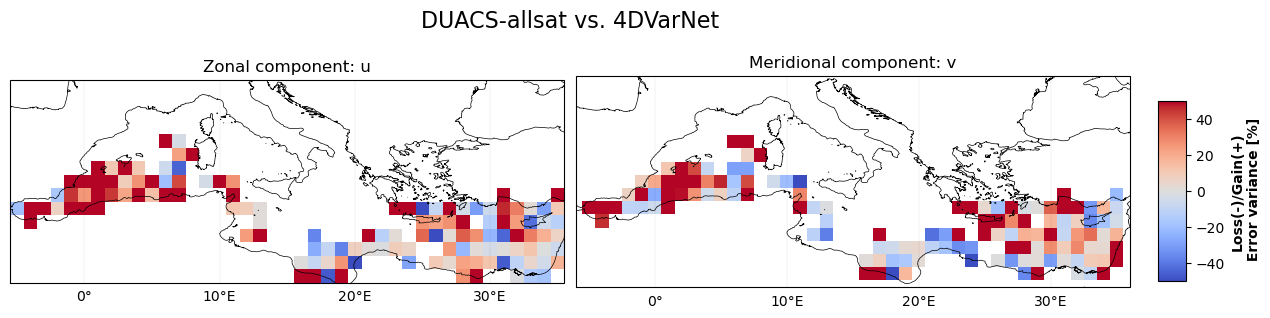 DUACS-allsat vs. 4DVarNet
Zonal component: u
Meridional component: v
0° 10°E 20°E 30°E
0° 10°E 20°E 30°E
40
20
0
−20
−40
Loss(-)/Gain(+)
Error variance [%]